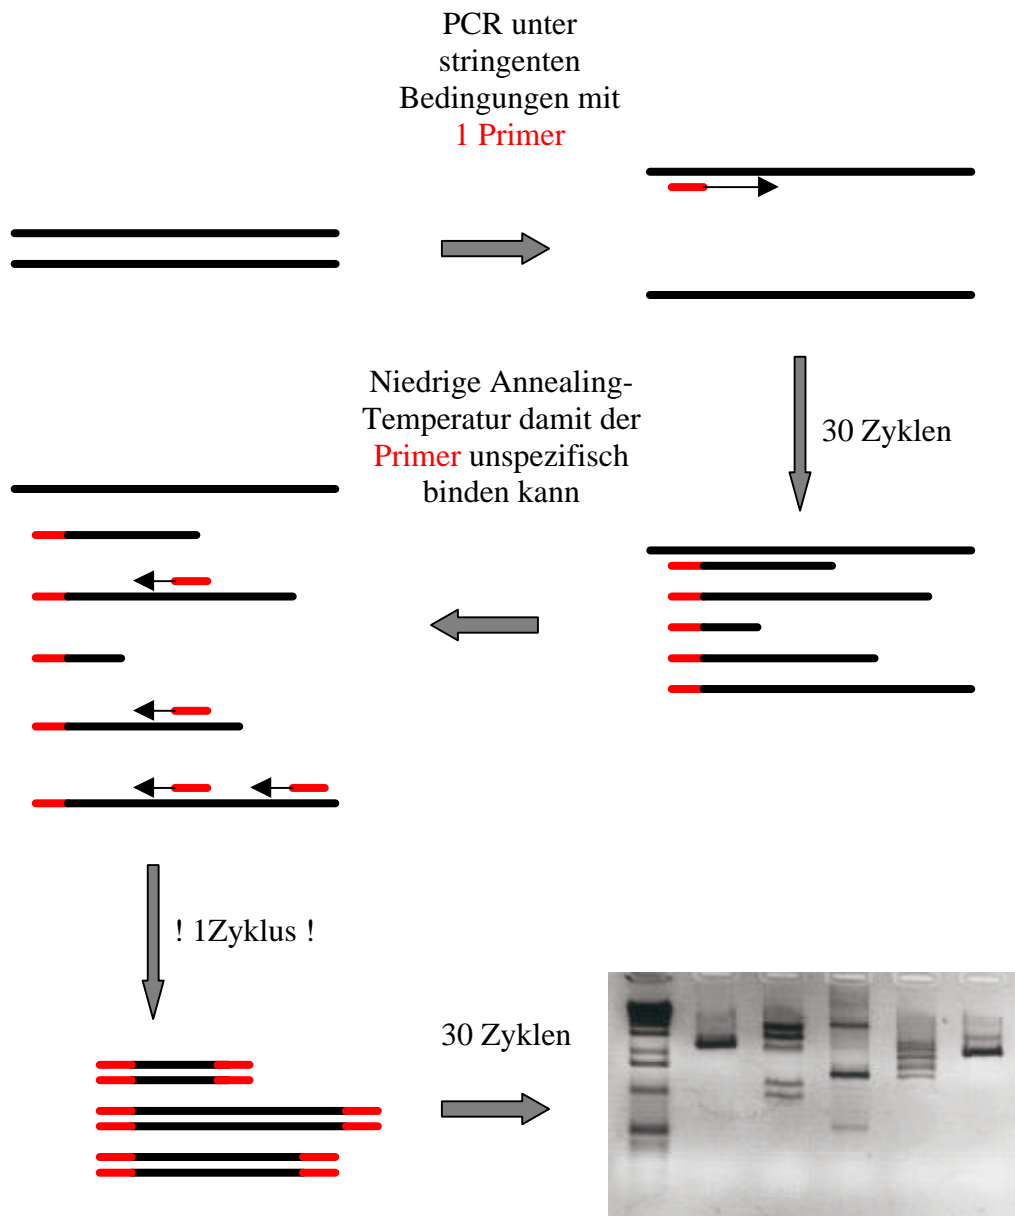 PCR unter
stringenten
Bedingungen mit
1 Primer
Niedrige Annealing-
Temperatur damit der
Primer unspezifisch
binden kann
30 Zyklen
! 1Zyklus !
30 Zyklen